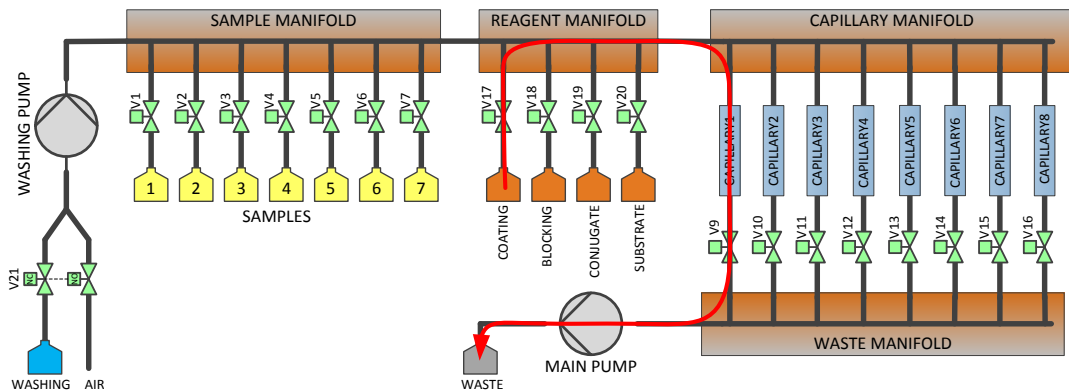 SAMPLE MANIFOLD
REAGENT MANIFOLD
CAPILLARY MANIFOLD
WASHING PUMP
V1
V2
V3
V4
V5
V6
V7
V17
V18
V19
V20
CAPILLARY1
CAPILLARY2
CAPILLARY3
CAPILLARY4
CAPILLARY5
CAPILLARY6
CAPILLARY7
CAPILLARY8
1
2
3
4
5
6
7
SAMPLES
COATING
BLOCKING
CONJUGATE
SUBSTRATE
V9
V10
V11
V12
V13
V14
V15
V16
V21
NC
NO
WASHING
AIR
WASTE
MAIN PUMP
WASTE MANIFOLD